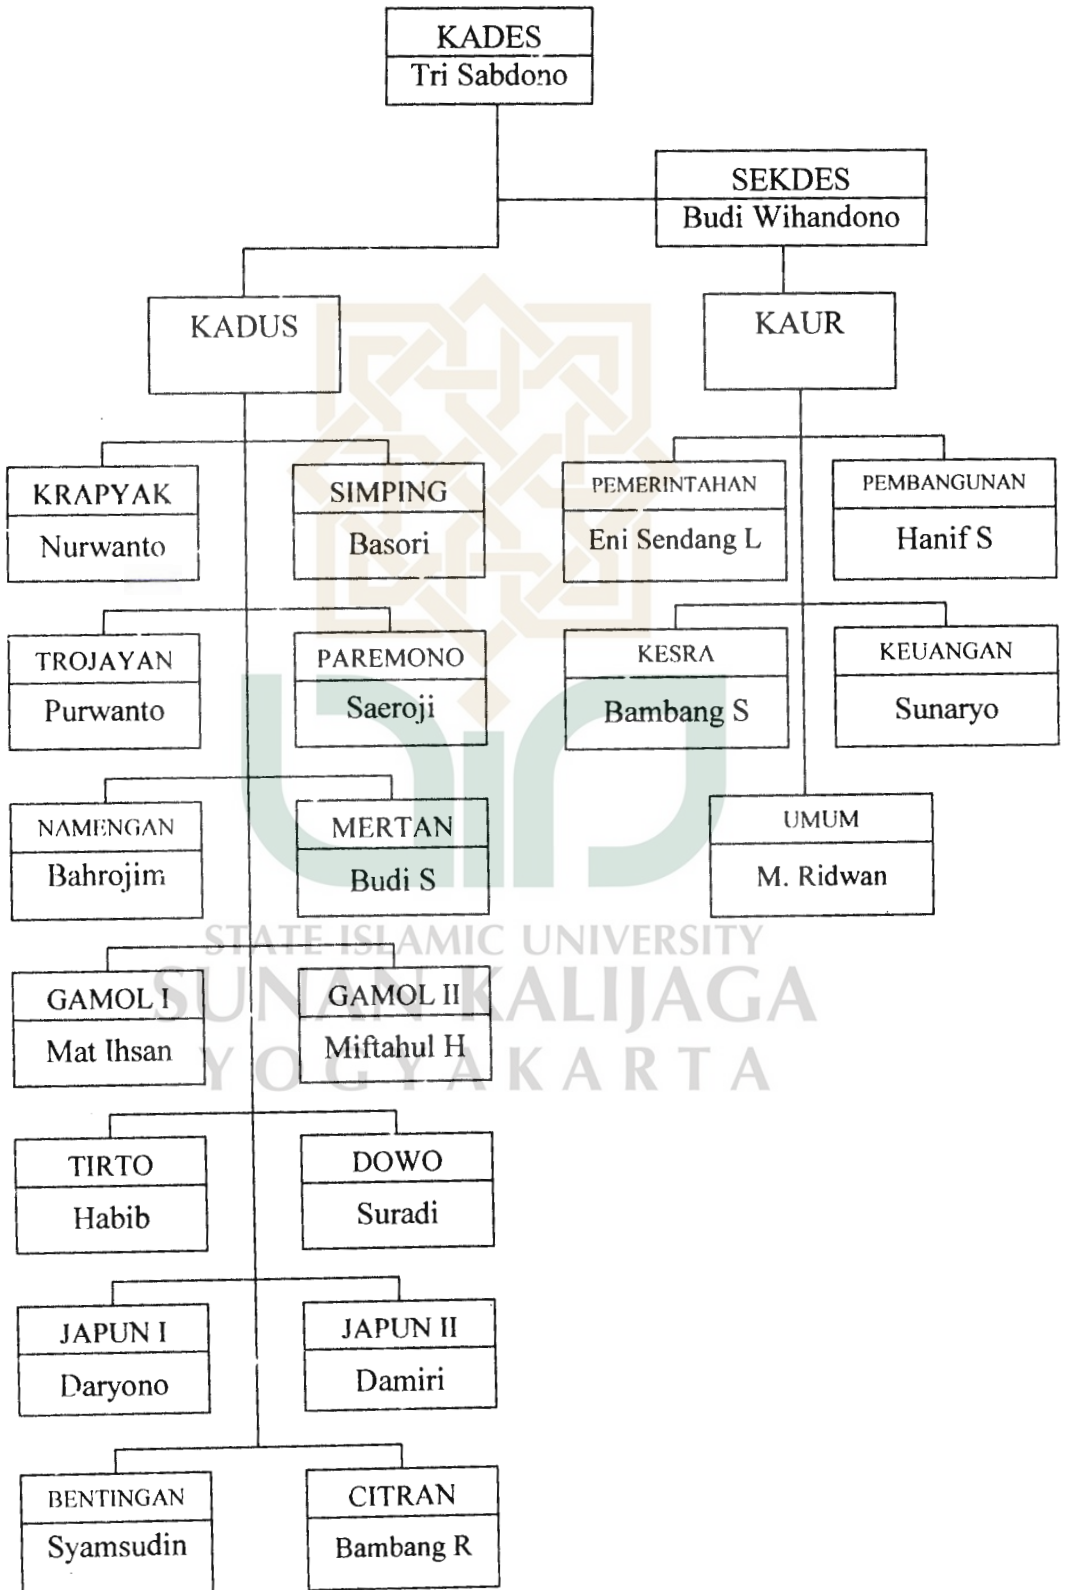 KADES
Tri Sabdono
SEKDES
Budi Wihandono
KADUS
KAUR
KRAPYAK
Nurwanto
SIMPING
Basori
PEMERINTAHAN
Eni Sendang L
PEMBANGUNAN
Hanif S
TROJAYAN
Purwanto
PAREMONO
Saeroji
KESRA
Bambang S
KEUANGAN
Sunaryo
NAMENGAN
Bahrojim
MERTAN
Budi S
UMUM
M. Ridwan
STATE ISLAMIC UNIVERSITY
SUNAN KALIJAGA
YOGYAKARTA
GAMOL I
Mat Ihsan
GAMOL II
Miftahul H
TIRTO
Habib
DOWO
Suradi
JAPUN I
Daryono
JAPUN II
Damiri
BENTINGAN
Syamsudin
CITRAN
Bambang R